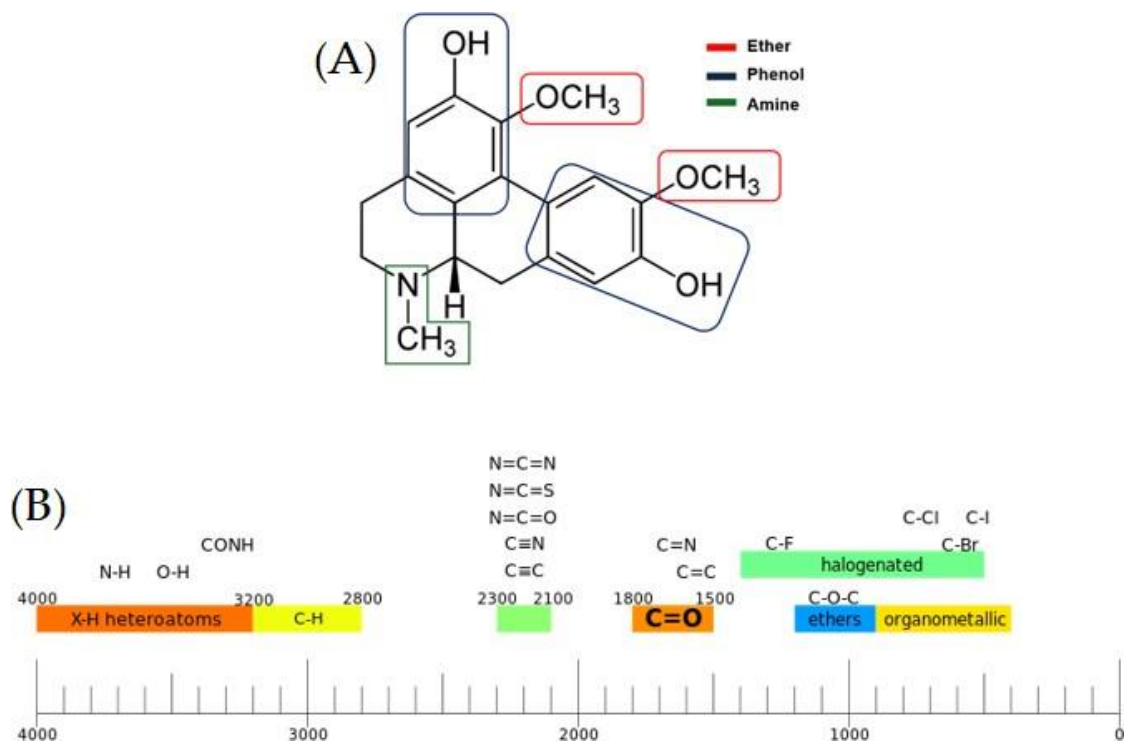 (A)
OH
OCH3
OCH3
OH
N
H
CH3
Ether
Phenol
Amine
(B)
N=C=N
N=C=S
N=C=O
CONH C≡N C=N C-F C-Cl C-I
N-H O-H C≡C C=C C-Br
halogenated
4000 3200 2800 2300 2100 1800 1500 C-O-C
X-H heteroatoms C-H C=O ethers organometallic
4000 3000 2000 1000 0